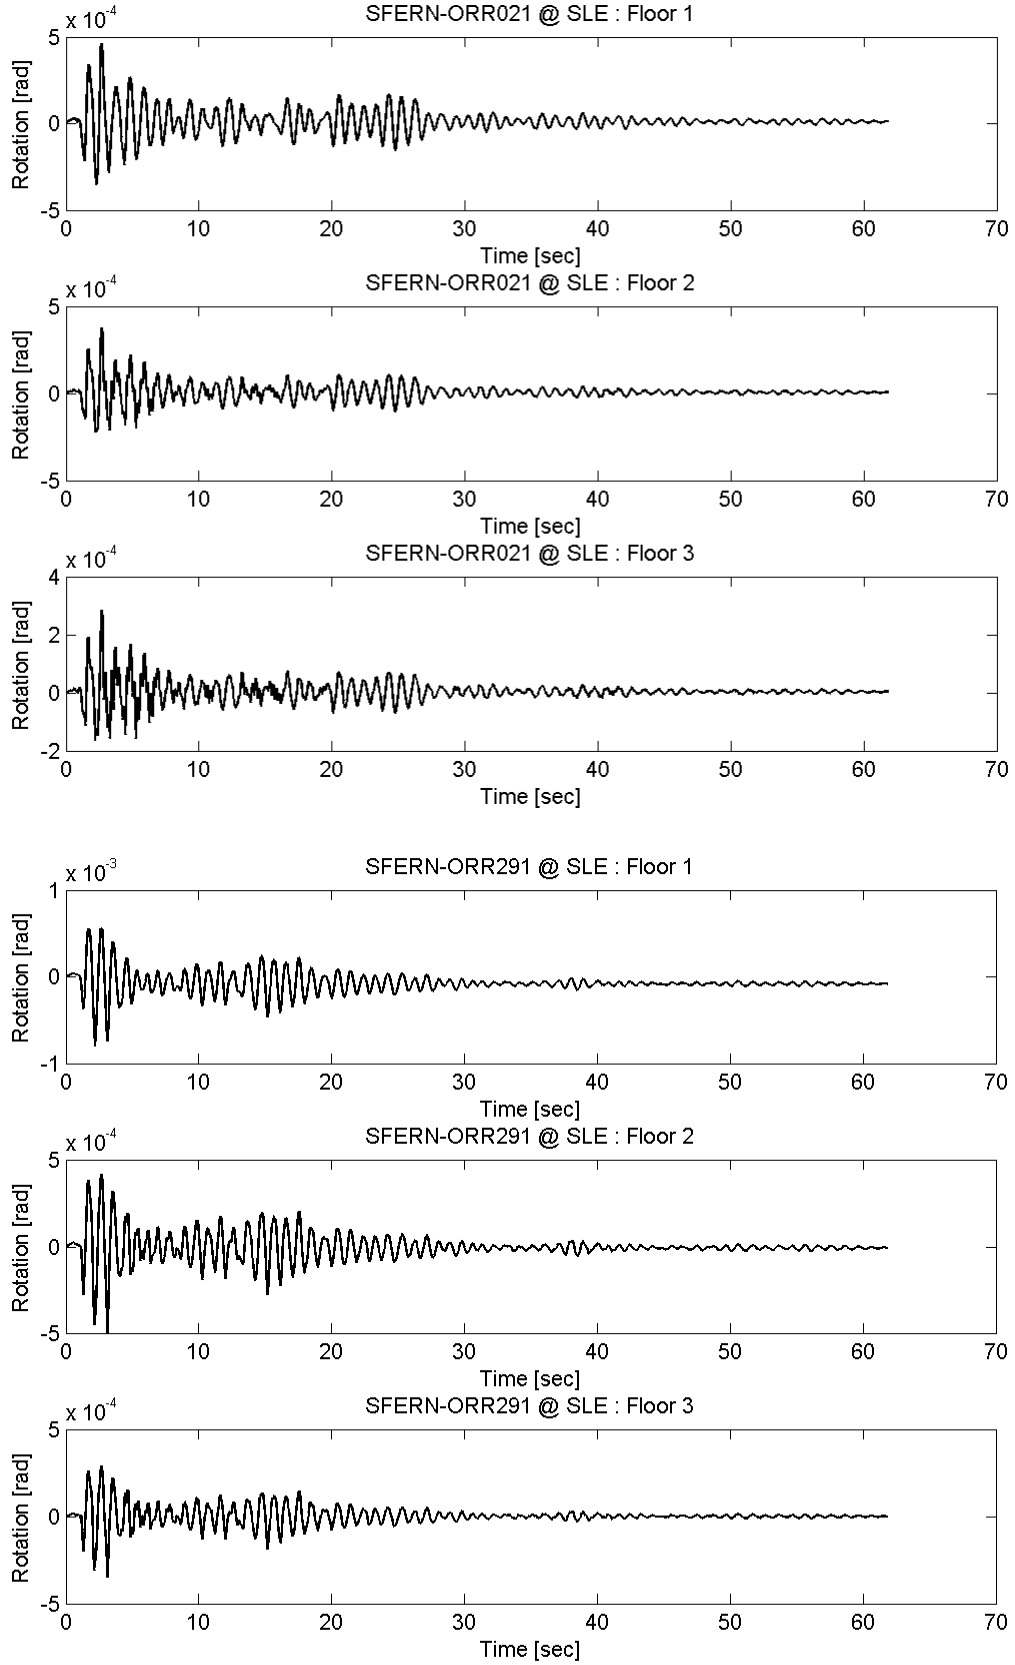 x 10-4
SFERN-ORR021 @ SLE : Floor 1
5
0
-5
Rotation [rad]
0 10 20 30 40 50 60 70
Time [sec]
x 10-4
SFERN-ORR021 @ SLE : Floor 2
5
0
-5
Rotation [rad]
0 10 20 30 40 50 60 70
Time [sec]
x 10-4
SFERN-ORR021 @ SLE : Floor 3
4
2
0
-2
Rotation [rad]
0 10 20 30 40 50 60 70
Time [sec]
x 10-3
SFERN-ORR291 @ SLE : Floor 1
1
0
-1
Rotation [rad]
0 10 20 30 40 50 60 70
Time [sec]
x 10-4
SFERN-ORR291 @ SLE : Floor 2
5
0
-5
Rotation [rad]
0 10 20 30 40 50 60 70
Time [sec]
x 10-4
SFERN-ORR291 @ SLE : Floor 3
5
0
-5
Rotation [rad]
0 10 20 30 40 50 60 70
Time [sec]